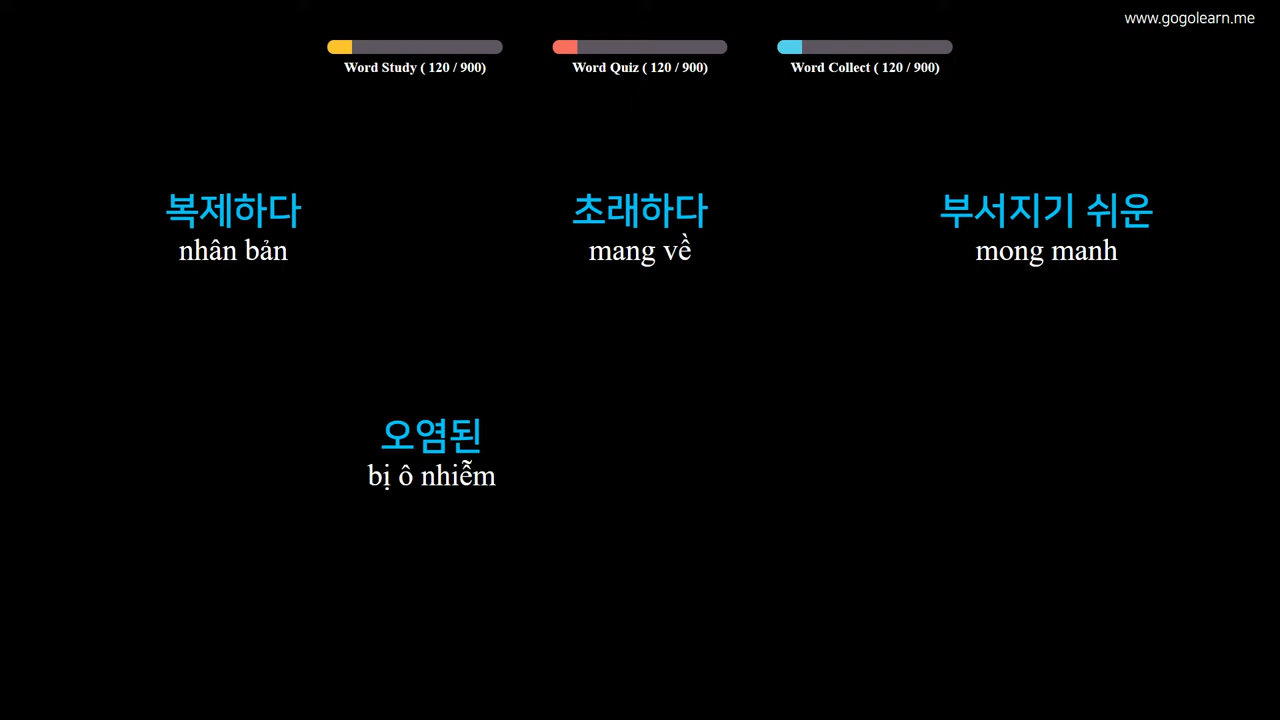 www.gogolearn.me
Word Study ( 120 / 900)
Word Quiz ( 120 / 900)
Word Collect ( 120 / 900)
복제하다
nhân bản
초래하다
mang về
부서지기 쉬운
mong manh
오염된
bị ô nhiễm